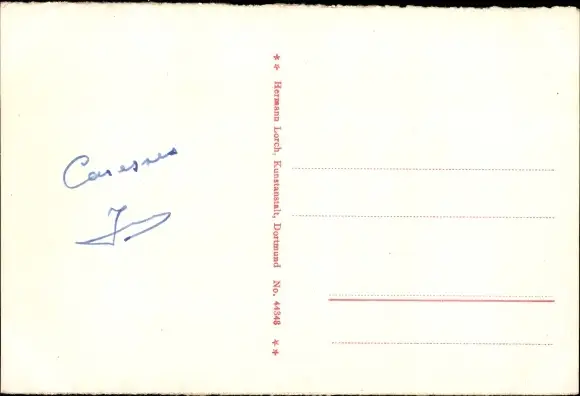 Caresses
** Hermann Lorch, Kunstanstalt, Dortmund No. 44348 **